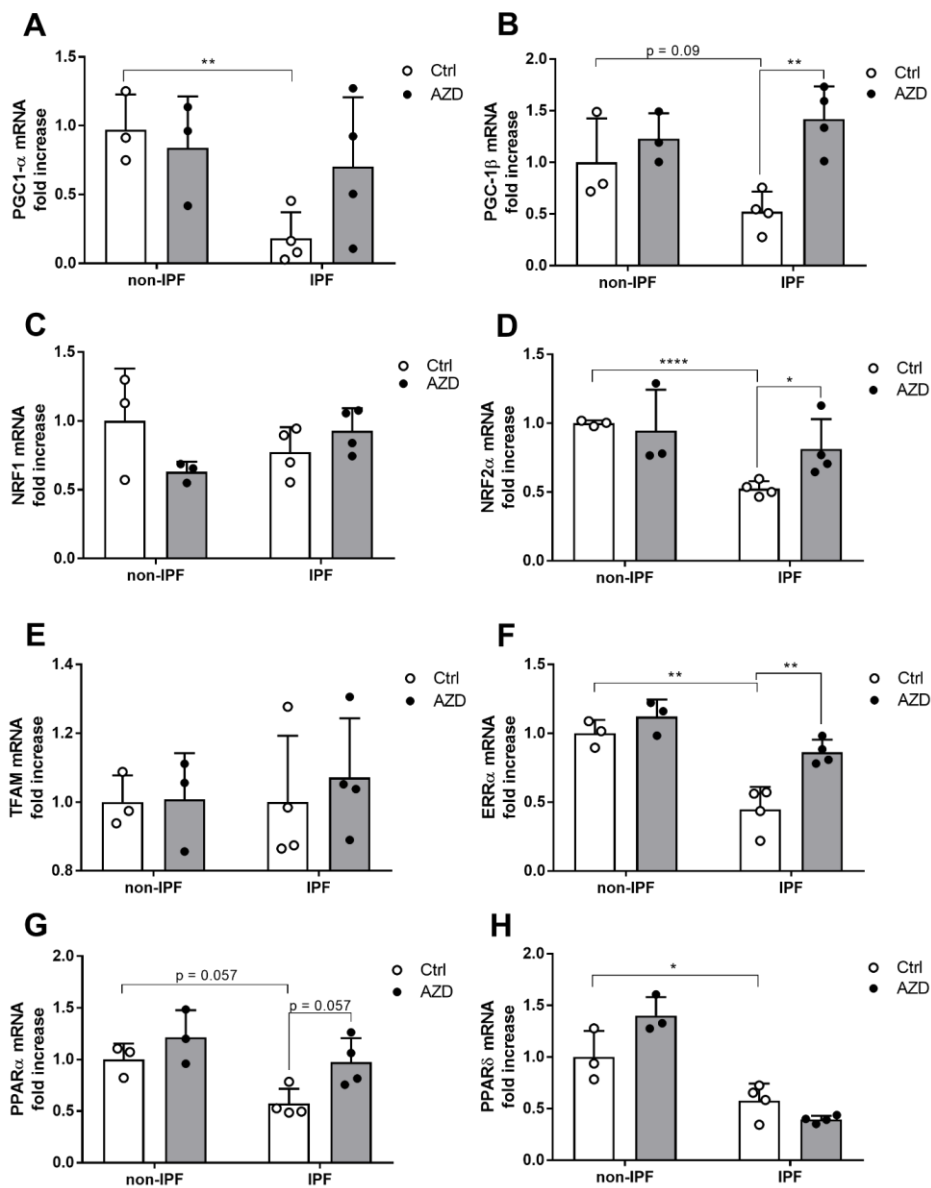 A
PGC1-α mRNA
fold increase
1.5
1.0
0.5
0.0
**
Ctrl
AZD
non-IPF
IPF
B
PGC-1β mRNA
fold increase
2.0
1.5
1.0
0.5
0.0
p = 0.09
**
Ctrl
AZD
non-IPF
IPF
C
NRF1 mRNA
fold increase
1.5
1.0
0.5
0.0
Ctrl
AZD
non-IPF
IPF
D
NRF2α mRNA
fold increase
1.5
1.0
0.5
0.0
****
*
Ctrl
AZD
non-IPF
IPF
E
TFAM mRNA
fold increase
1.4
1.2
1.0
0.8
Ctrl
AZD
non-IPF
IPF
F
ERRα mRNA
fold increase
1.5
1.0
0.5
0.0
**
**
Ctrl
AZD
non-IPF
IPF
G
PPARα mRNA
fold increase
2.0
1.5
1.0
0.5
0.0
p = 0.057
p = 0.057
Ctrl
AZD
non-IPF
IPF
H
PPARδ mRNA
fold increase
2.0
1.5
1.0
0.5
0.0
*
Ctrl
AZD
non-IPF
IPF